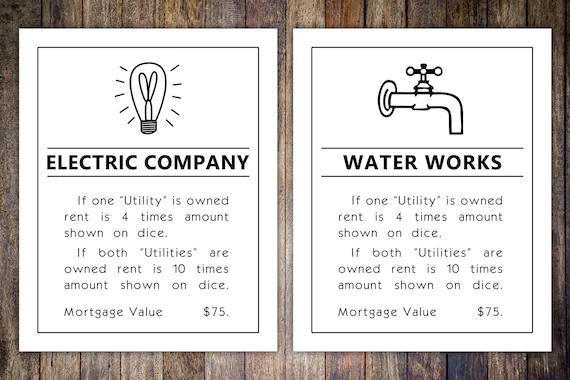 ELECTRIC COMPANY
If one "Utility" is owned
rent is 4 times amount
shown on dice.
If both "Utilities" are
owned rent is 10 times
amount shown on dice.
Mortgage Value $75.
WATER WORKS
If one "Utility" is owned
rent is 4 times amount
shown on dice.
If both "Utilities" are
owned rent is 10 times
amount shown on dice.
Mortgage Value $75.